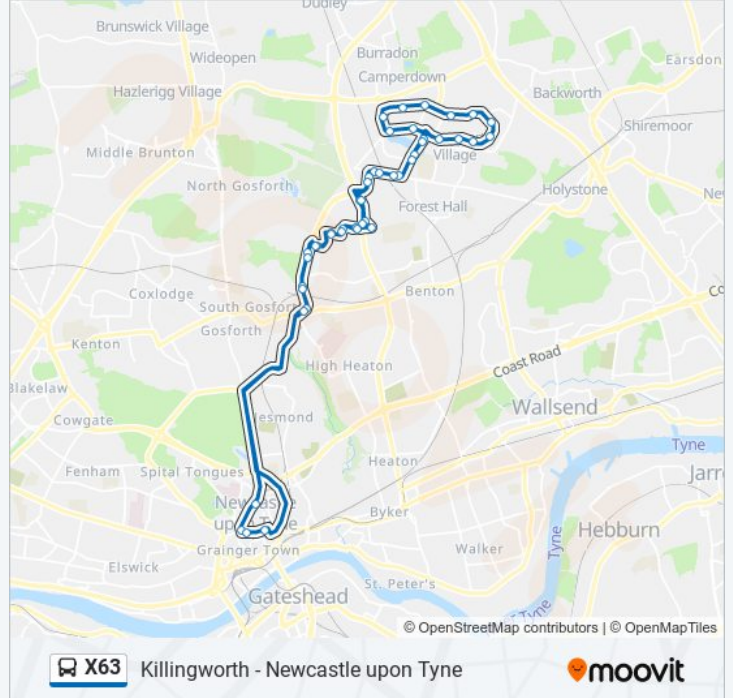 Dudley
Brunswick Village
Burradon
Wideopen
Earsdon
Camperdown
Hazlerigg Village
Backworth
Shiremoor
Middle Brunton
Village
North Gosforth
Holystone
Forest Hall
Coxlodge
Benton
South Gosfor
Gosforth
Kenton
High Heaton
Coast Road
Blakelaw
Wallsend
Cowgate
Jesmond
Tyne
Heaton
Fenham
Spital Tongues
Jarr
Newcastle
upon Tyne
Byker
Hebburn
Grainger Town
Walker
Tyne
Elswick
St. Peter's
Gateshead
Tyne
© OpenStreetMap contributors | © OpenMapTiles
X63 Killingworth - Newcastle upon Tyne
moovit